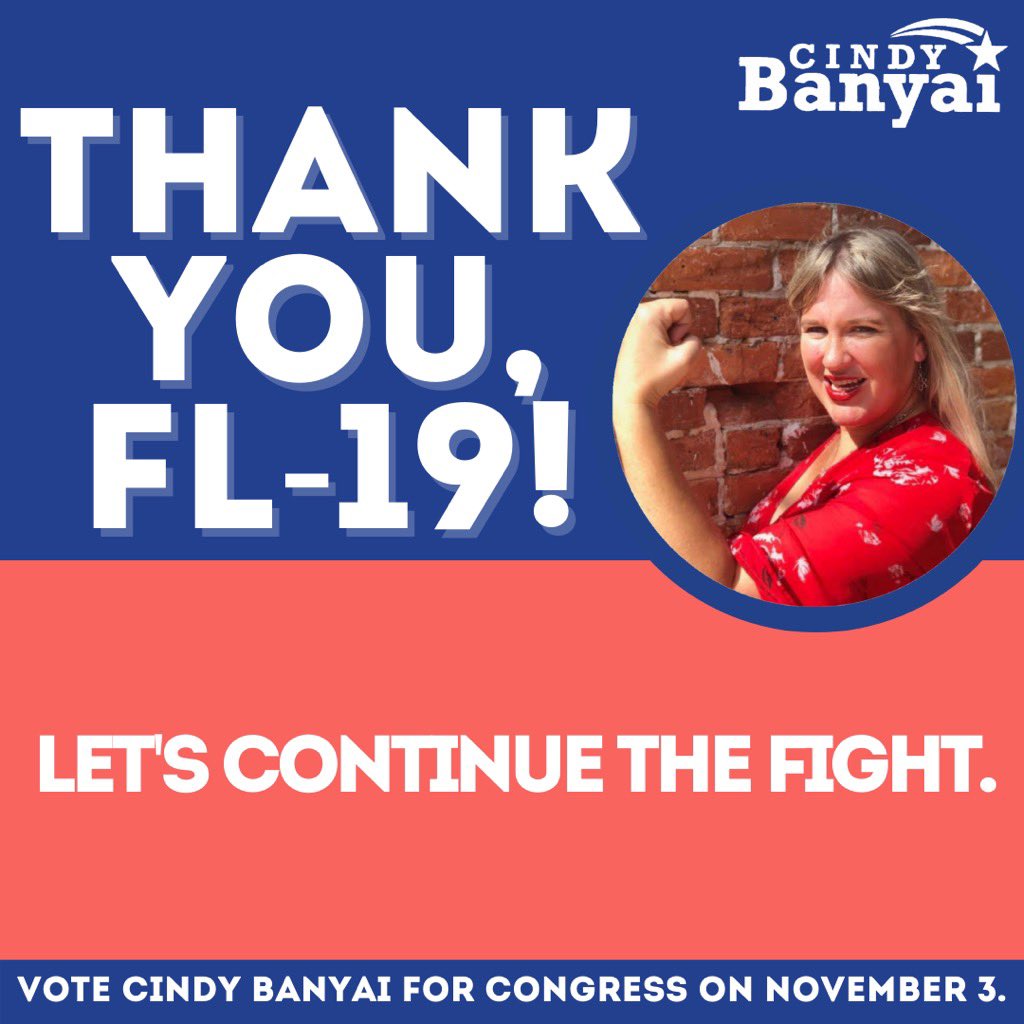 CINDY
Banyai
THANK
YOU,
FL-19!
LET'S CONTINUE THE FIGHT.
VOTE CINDY BANYAI FOR CONGRESS ON NOVEMBER 3.